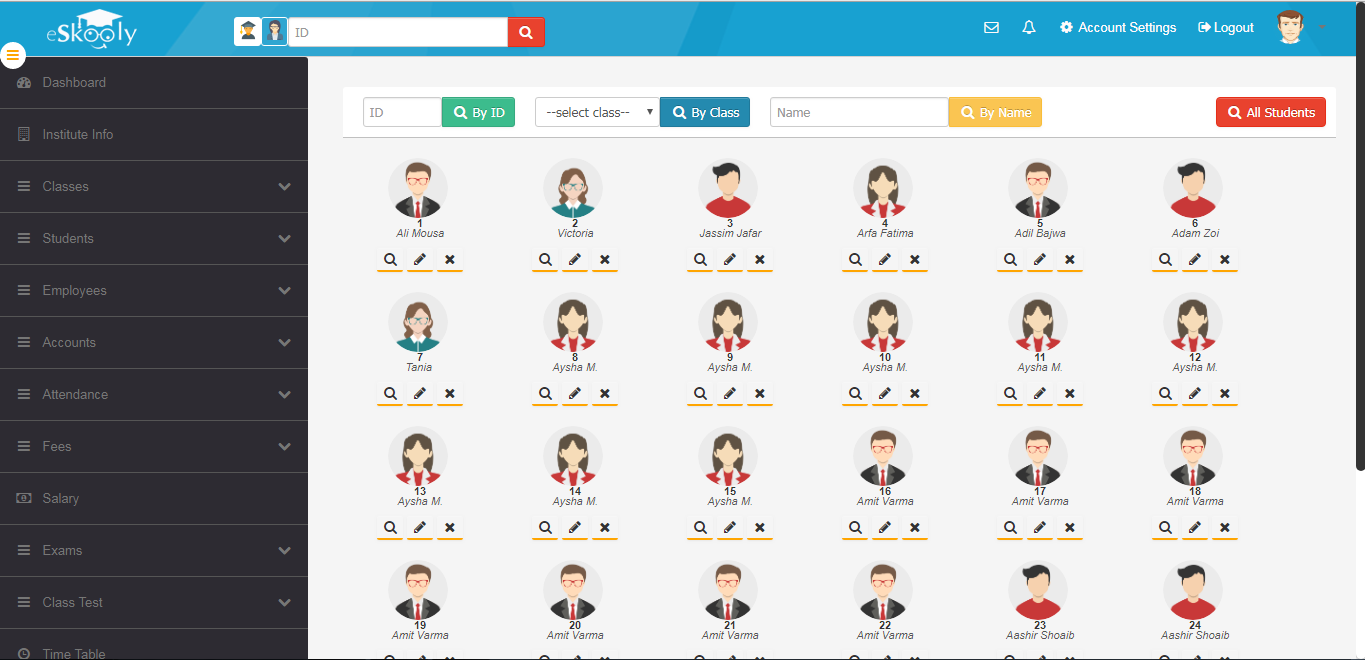 eSkooly
ID
Account Settings
Logout
Dashboard
Institute Info
Classes
Students
Employees
Accounts
Attendance
Fees
Salary
Exams
Class Test
Time Table
ID
By ID
--select class--
By Class
Name
By Name
All Students
1
Ali Mousa
2
Victoria
3
Jassim Jafar
4
Arfa Fatima
5
Adil Bajwa
6
Adam Zoi
7
Tania
8
Aysha M.
9
Aysha M.
10
Aysha M.
11
Aysha M.
12
Aysha M.
13
Aysha M.
14
Aysha M.
15
Aysha M.
16
Amit Varma
17
Amit Varma
18
Amit Varma
19
Amit Varma
20
Amit Varma
21
Amit Varma
22
Amit Varma
23
Aashir Shoaib
24
Aashir Shoaib